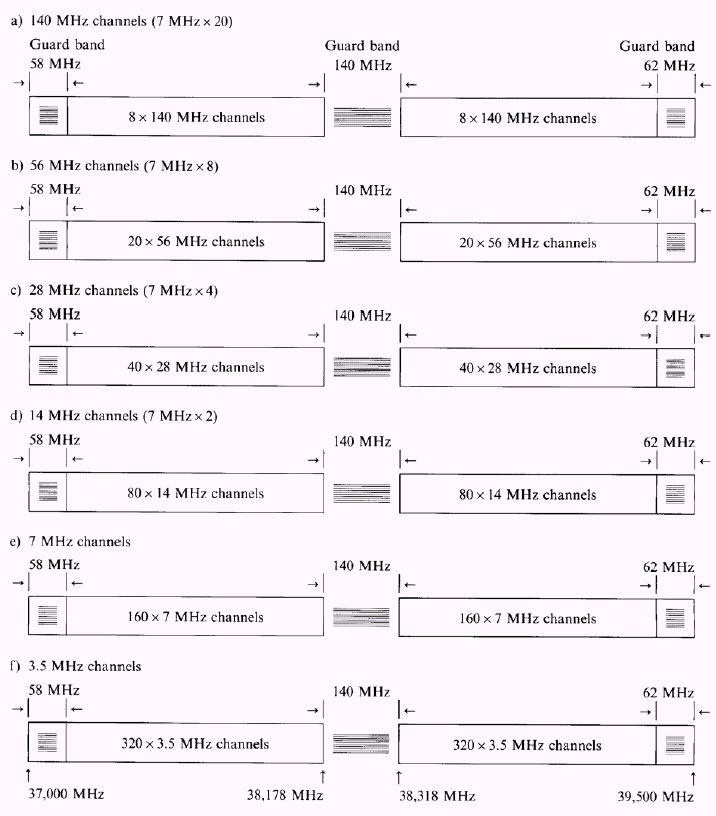 a) 140 MHz channels (7 MHz × 20)
Guard band Guard band Guard band
58 MHz 140 MHz 62 MHz
8 × 140 MHz channels 8 × 140 MHz channels
b) 56 MHz channels (7 MHz × 8)
58 MHz 140 MHz 62 MHz
20 × 56 MHz channels 20 × 56 MHz channels
c) 28 MHz channels (7 MHz × 4)
58 MHz 140 MHz 62 MHz
40 × 28 MHz channels 40 × 28 MHz channels
d) 14 MHz channels (7 MHz × 2)
58 MHz 140 MHz 62 MHz
80 × 14 MHz channels 80 × 14 MHz channels
e) 7 MHz channels
58 MHz 140 MHz 62 MHz
160 × 7 MHz channels 160 × 7 MHz channels
f) 3.5 MHz channels
58 MHz 140 MHz 62 MHz
320 × 3.5 MHz channels 320 × 3.5 MHz channels
37,000 MHz 38,178 MHz 38,318 MHz 39,500 MHz